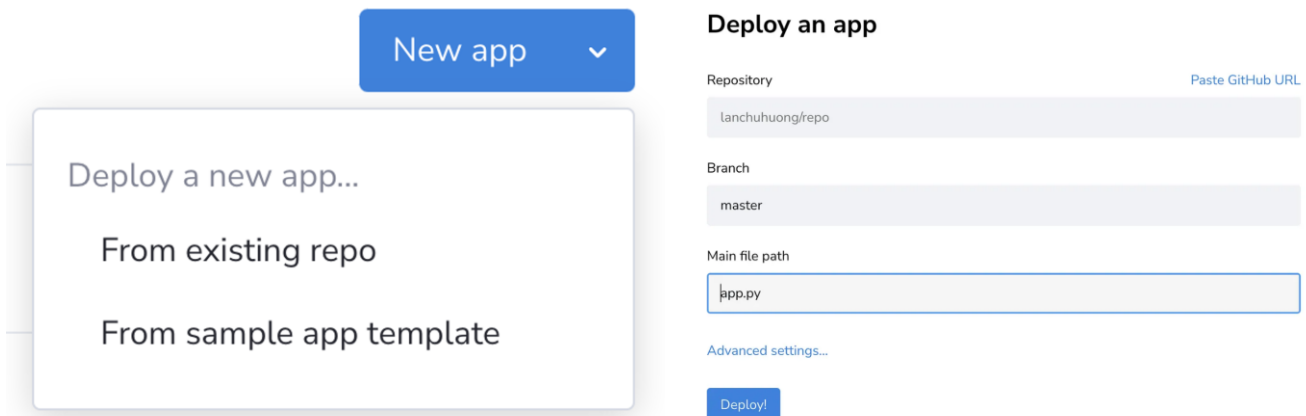 New app
Deploy a new app...
From existing repo
From sample app template
Deploy an app
Repository
Paste GitHub URL
lanchuhuong/repo
Branch
master
Main file path
app.py
Advanced settings...
Deploy!